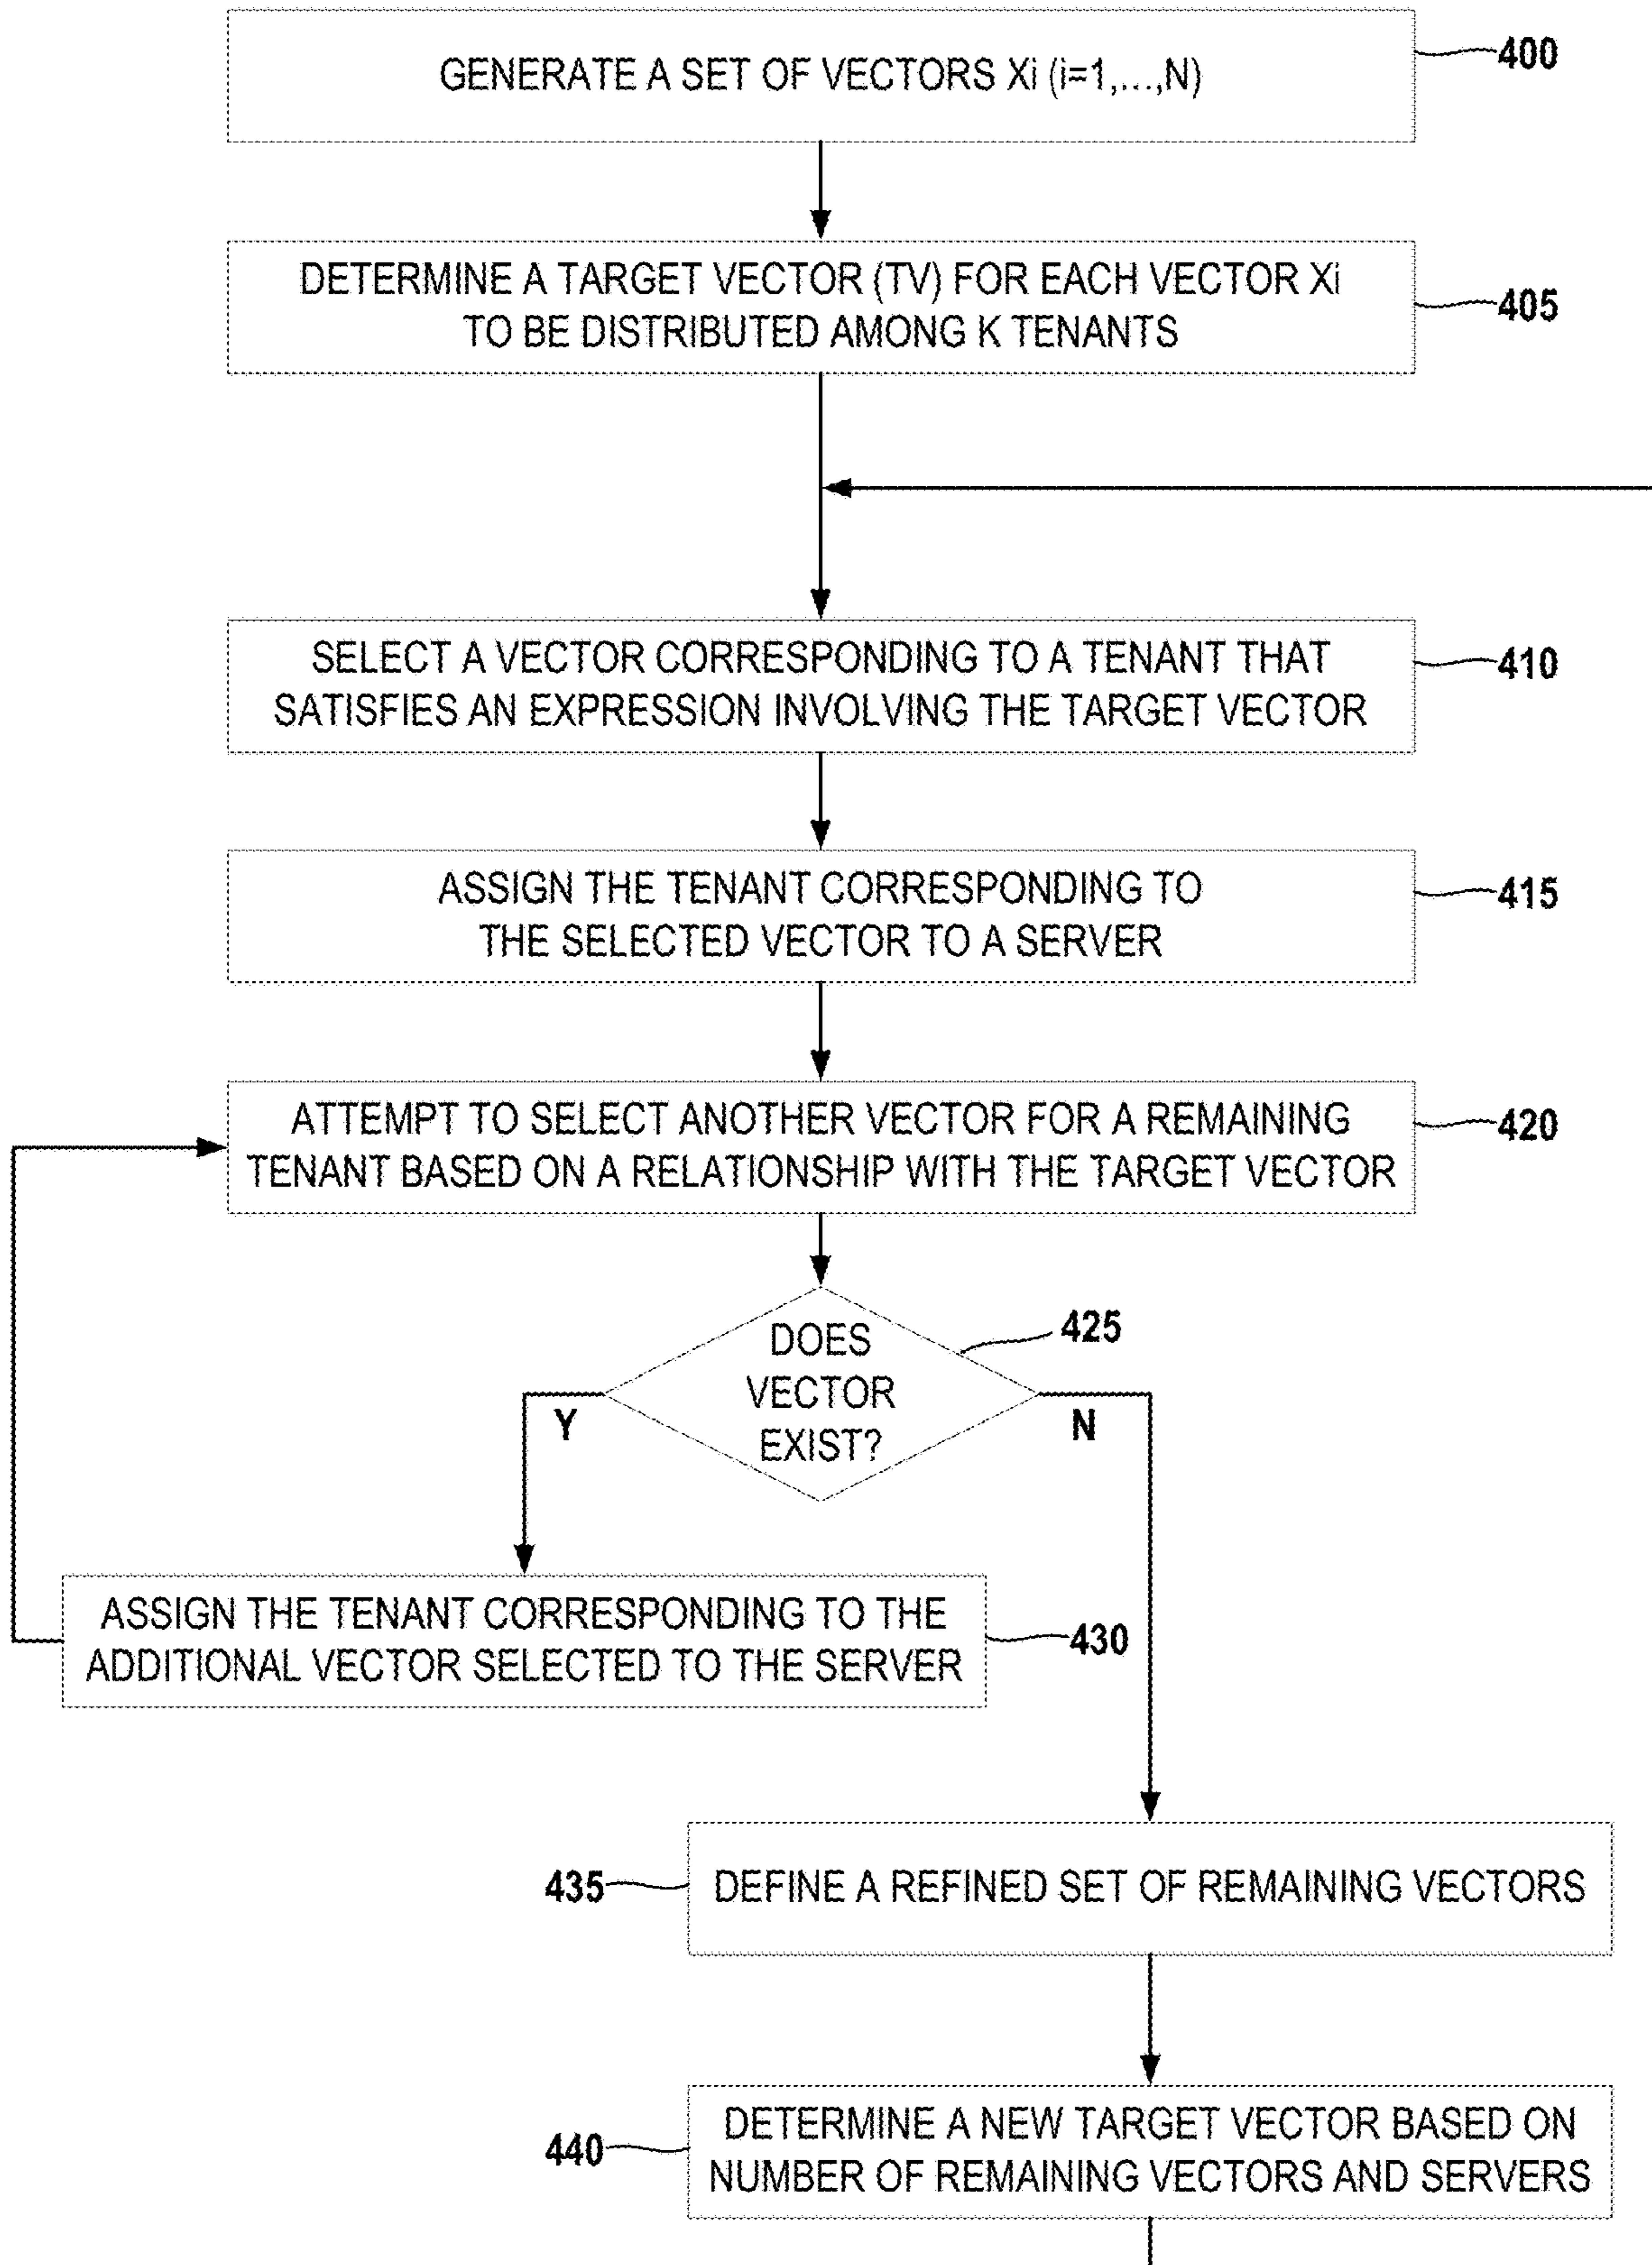 GENERATE A SET OF VECTORS Xi (i=1,...,N)
400
DETERMINE A TARGET VECTOR (TV) FOR EACH VECTOR Xi
TO BE DISTRIBUTED AMONG K TENANTS
405
SELECT A VECTOR CORRESPONDING TO A TENANT THAT
SATISFIES AN EXPRESSION INVOLVING THE TARGET VECTOR
410
ASSIGN THE TENANT CORRESPONDING TO
THE SELECTED VECTOR TO A SERVER
415
ATTEMPT TO SELECT ANOTHER VECTOR FOR A REMAINING
TENANT BASED ON A RELATIONSHIP WITH THE TARGET VECTOR
420
DOES
VECTOR
EXIST?
425
Y
N
ASSIGN THE TENANT CORRESPONDING TO THE
ADDITIONAL VECTOR SELECTED TO THE SERVER
430
435
DEFINE A REFINED SET OF REMAINING VECTORS
440
DETERMINE A NEW TARGET VECTOR BASED ON
NUMBER OF REMAINING VECTORS AND SERVERS